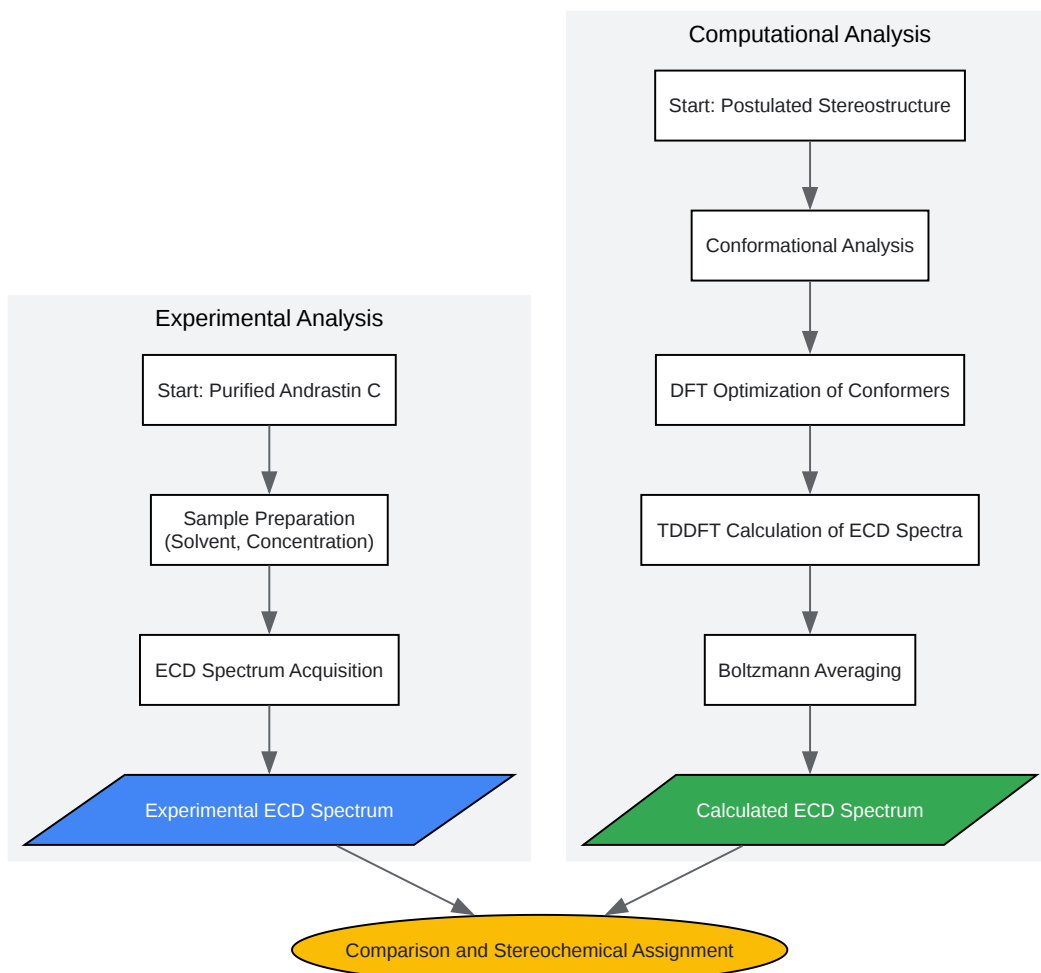 Experimental Analysis
Start: Purified Andrastin C
Sample Preparation
(Solvent, Concentration)
ECD Spectrum Acquisition
Experimental ECD Spectrum
Computational Analysis
Start: Postulated Stereostructure
Conformational Analysis
DFT Optimization of Conformers
TDDFT Calculation of ECD Spectra
Boltzmann Averaging
Calculated ECD Spectrum
Comparison and Stereochemical Assignment